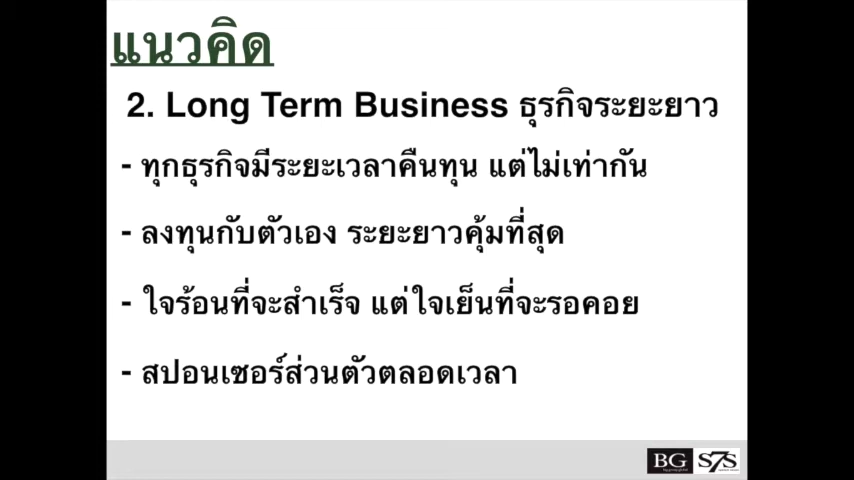 แนวคิด
2. Long Term Business ธุรกิจระยะยาว
- ทุกธุรกิจมีระยะเวลาคืนทุน แต่ไม่เท่ากัน
- ลงทุนกับตัวเอง ระยะยาวคุ้มที่สุด
- ใจร้อนที่จะสำเร็จ แต่ใจเย็นที่จะรอคอย
- สปอนเซอร์ส่วนตัวตลอดเวลา
BG S7S